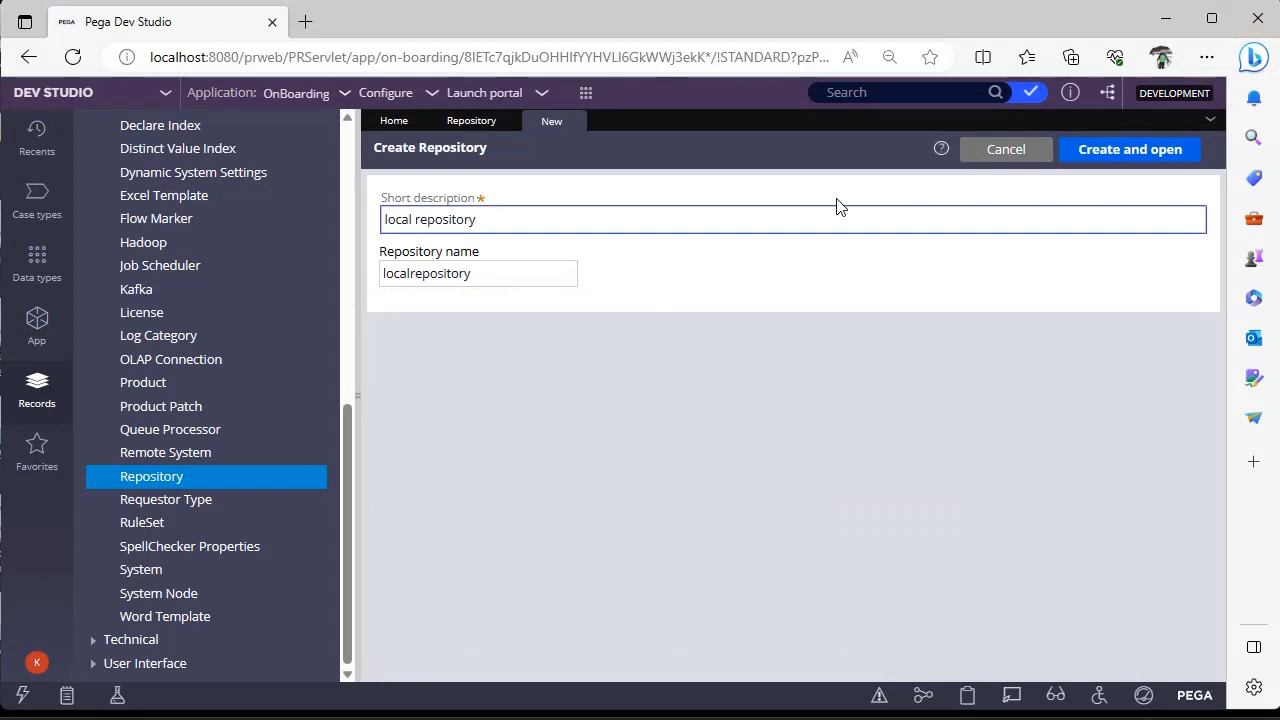 PEGA Pega Dev Studio
localhost:8080/prweb/PRServlet/app/on-boarding/8IETc7qjkDuOHHIfYYHVLl6GkWWj3ekK*/!STANDARD?pzP...
DEV STUDIO
Application: OnBoarding
Configure
Launch portal
Search
DEVELOPMENT
Recents
Case types
Data types
App
Records
Favorites
K
Declare Index
Distinct Value Index
Dynamic System Settings
Excel Template
Flow Marker
Hadoop
Job Scheduler
Kafka
License
Log Category
OLAP Connection
Product
Product Patch
Queue Processor
Remote System
Repository
Requestor Type
RuleSet
SpellChecker Properties
System
System Node
Word Template
Technical
User Interface
Home
Repository
New
Create Repository
Cancel
Create and open
Short description★
local repository
Repository name
localrepository
PEGA